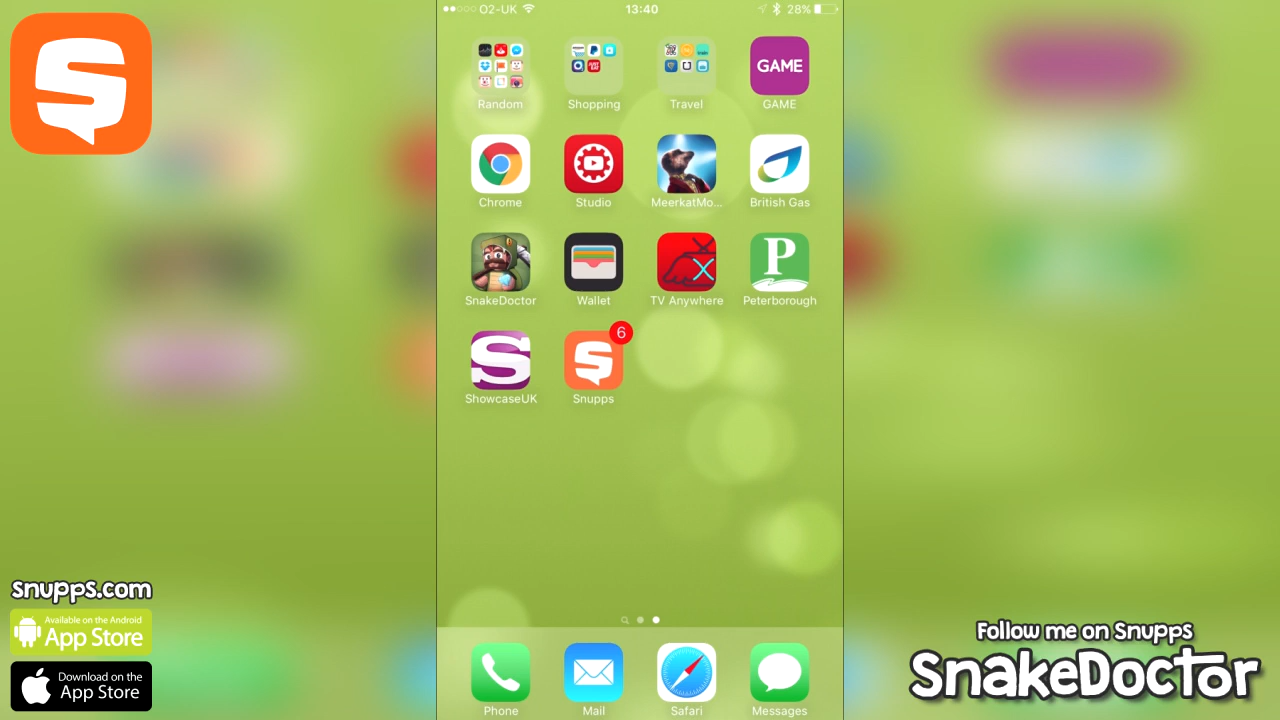 O2-UK
13:40
28%
Random
Shopping
Travel
GAME
GAME
Chrome
Studio
MeerkatMo...
British Gas
SnakeDoctor
Wallet
TV Anywhere
P
Peterborough
S
ShowcaseUK
6
Snupps
Phone
Mail
Safari
Messages
snupps.com
Available on the Android
App Store
Download on the
App Store
Follow me on Snupps
SnakeDoctor